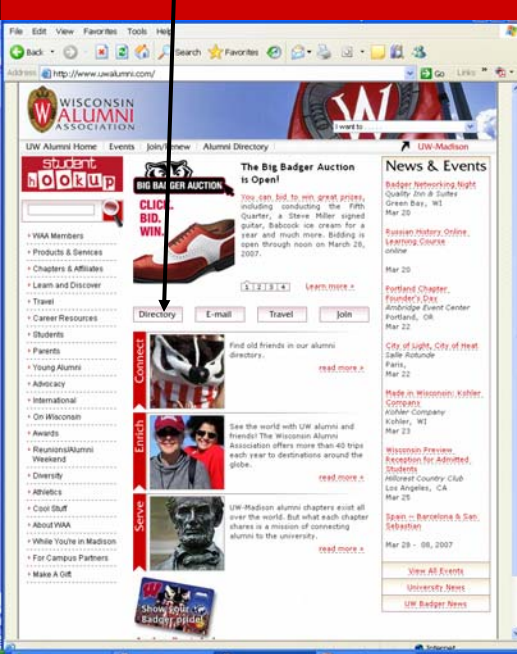 File Edit View Favorites Tools Help
Back Search Favorites
Address http://www.uwalumni.com/ Go Links »
WISCONSIN
ALUMNI
ASSOCIATION
I want to
UW Alumni Home Events Join/Renew Alumni Directory UW-Madison
student
hookup
WAA Members
Products & Services
Chapters & Affiliates
Learn and Discover
Travel
Career Resources
Students
Parents
Young Alumni
Advocacy
International
On Wisconsin
Awards
Reunions/Alumni
Weekend
Diversity
Athletics
Cool Stuff
About WAA
While You're in Madison
For Campus Partners
Make A Gift
BIG BADGER AUCTION
CLICK.
BID.
WIN.
The Big Badger Auction
is Open!
You can bid to win great prizes,
including conducting the Fifth
Quarter, a Steve Miller signed
guitar, Babcock ice cream for a
year and much more. Bidding is
open through noon on March 28,
2007.
1 2 3 4 Learn more »
Directory E-mail Travel Join
Connect
Find old friends in our alumni
directory.
read more »
Enrich
See the world with UW alumni and
friends! The Wisconsin Alumni
Association offers more than 40 trips
each year to destinations around the
globe.
read more »
Serve
UW-Madison alumni chapters exist all
over the world. But what each chapter
shares is a mission of connecting
alumni to the university.
read more »
Show your
Badger pride!
News & Events
Badger Networking Night
Quality Inn & Suites
Green Bay, WI
Mar 20
Russian History Online
Learning Course
online
Mar 20
Portland Chapter
Founder's Day
Ambridge Event Center
Portland, OR
Mar 22
City of Light, City of Heat
Salle Rotunde
Paris,
Mar 22
Made in Wisconsin: Kohler
Company
Kohler Company
Kohler, WI
Mar 23
Wisconsin Preview
Reception for Admitted
Students
Hillcrest Country Club
Los Angeles, CA
Mar 25
Spain -- Barcelona & San
Sebastian
Mar 28 - 08, 2007
View All Events
University News
UW Badger News
Internet